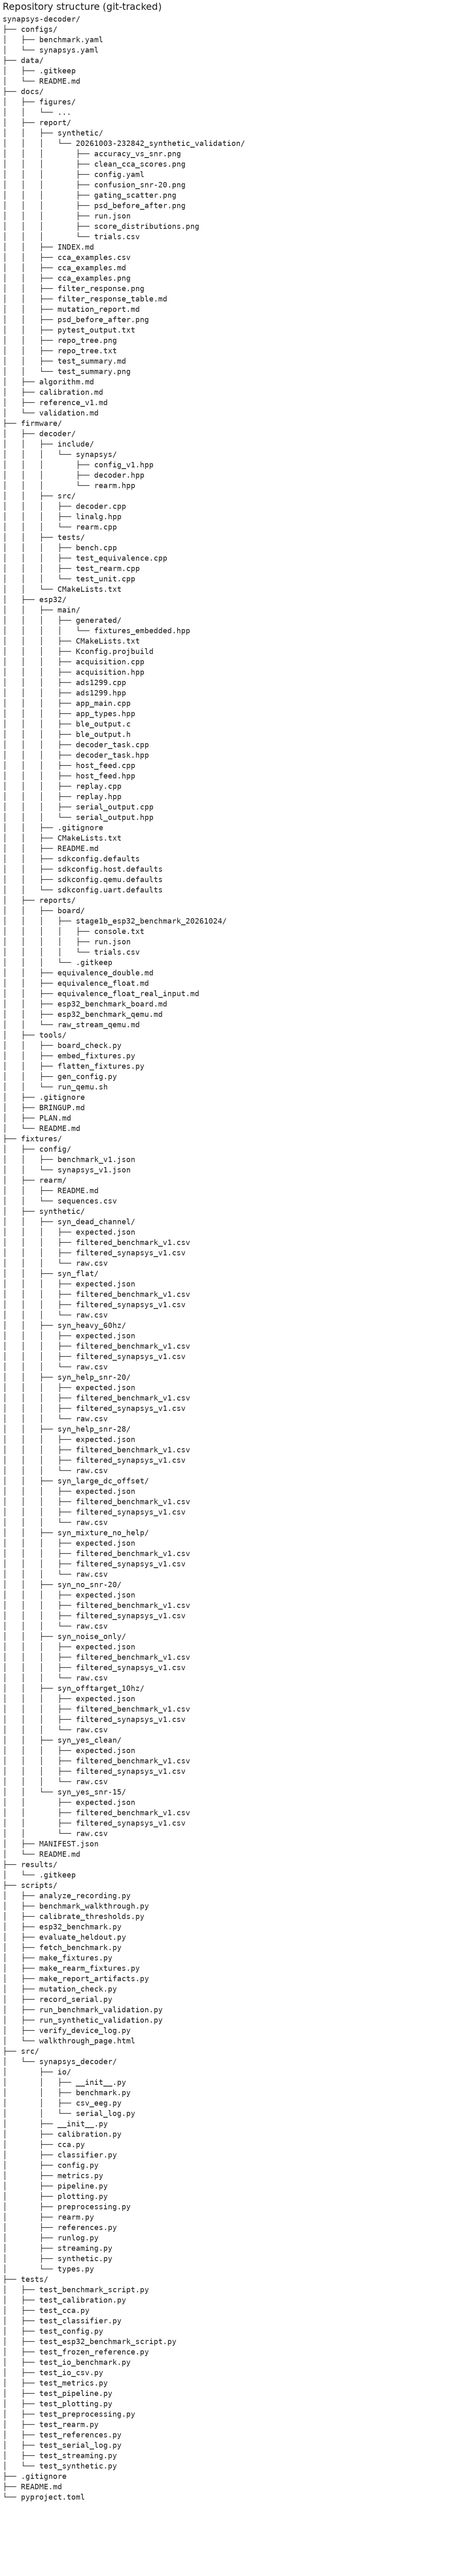 Repository structure (git-tracked)
synapsys-decoder/
├── configs/
│   ├── benchmark.yaml
│   └── synapsys.yaml
├── data/
│   ├── .gitkeep
│   └── README.md
├── docs/
│   ├── figures/
│   │   └── ...
│   ├── report/
│   │   ├── synthetic/
│   │   │   └── 20261003-232842_synthetic_validation/
│   │   │       ├── accuracy_vs_snr.png
│   │   │       ├── clean_cca_scores.png
│   │   │       ├── config.yaml
│   │   │       ├── confusion_snr-20.png
│   │   │       ├── gating_scatter.png
│   │   │       ├── psd_before_after.png
│   │   │       ├── run.json
│   │   │       ├── score_distributions.png
│   │   │       └── trials.csv
│   │   ├── INDEX.md
│   │   ├── cca_examples.csv
│   │   ├── cca_examples.md
│   │   ├── cca_examples.png
│   │   ├── filter_response.png
│   │   ├── filter_response_table.md
│   │   ├── mutation_report.md
│   │   ├── psd_before_after.png
│   │   ├── pytest_output.txt
│   │   ├── repo_tree.png
│   │   ├── repo_tree.txt
│   │   ├── test_summary.md
│   │   └── test_summary.png
│   ├── algorithm.md
│   ├── calibration.md
│   ├── reference_v1.md
│   └── validation.md
├── firmware/
│   ├── decoder/
│   │   ├── include/
│   │   │   └── synapsys/
│   │   │       ├── config_v1.hpp
│   │   │       ├── decoder.hpp
│   │   │       └── rearm.hpp
│   │   ├── src/
│   │   │   ├── decoder.cpp
│   │   │   ├── linalg.hpp
│   │   │   └── rearm.cpp
│   │   ├── tests/
│   │   │   ├── bench.cpp
│   │   │   ├── test_equivalence.cpp
│   │   │   ├── test_rearm.cpp
│   │   │   └── test_unit.cpp
│   │   └── CMakeLists.txt
│   ├── esp32/
│   │   ├── main/
│   │   │   ├── generated/
│   │   │   │   └── fixtures_embedded.hpp
│   │   │   ├── CMakeLists.txt
│   │   │   ├── Kconfig.projbuild
│   │   │   ├── acquisition.cpp
│   │   │   ├── acquisition.hpp
│   │   │   ├── ads1299.cpp
│   │   │   ├── ads1299.hpp
│   │   │   ├── app_main.cpp
│   │   │   ├── app_types.hpp
│   │   │   ├── ble_output.c
│   │   │   ├── ble_output.h
│   │   │   ├── decoder_task.cpp
│   │   │   ├── decoder_task.hpp
│   │   │   ├── host_feed.cpp
│   │   │   ├── host_feed.hpp
│   │   │   ├── replay.cpp
│   │   │   ├── replay.hpp
│   │   │   ├── serial_output.cpp
│   │   │   └── serial_output.hpp
│   │   ├── .gitignore
│   │   ├── CMakeLists.txt
│   │   ├── README.md
│   │   ├── sdkconfig.defaults
│   │   ├── sdkconfig.host.defaults
│   │   ├── sdkconfig.qemu.defaults
│   │   └── sdkconfig.uart.defaults
│   ├── reports/
│   │   ├── board/
│   │   │   ├── stage1b_esp32_benchmark_20261024/
│   │   │   │   ├── console.txt
│   │   │   │   ├── run.json
│   │   │   │   └── trials.csv
│   │   │   └── .gitkeep
│   │   ├── equivalence_double.md
│   │   ├── equivalence_float.md
│   │   ├── equivalence_float_real_input.md
│   │   ├── esp32_benchmark_board.md
│   │   ├── esp32_benchmark_qemu.md
│   │   └── raw_stream_qemu.md
│   ├── tools/
│   │   ├── board_check.py
│   │   ├── embed_fixtures.py
│   │   ├── flatten_fixtures.py
│   │   ├── gen_config.py
│   │   └── run_qemu.sh
│   ├── .gitignore
│   ├── BRINGUP.md
│   ├── PLAN.md
│   └── README.md
├── fixtures/
│   ├── config/
│   │   ├── benchmark_v1.json
│   │   └── synapsys_v1.json
│   ├── rearm/
│   │   ├── README.md
│   │   └── sequences.csv
│   ├── synthetic/
│   │   ├── syn_dead_channel/
│   │   │   ├── expected.json
│   │   │   ├── filtered_benchmark_v1.csv
│   │   │   ├── filtered_synapsys_v1.csv
│   │   │   └── raw.csv
│   │   ├── syn_flat/
│   │   │   ├── expected.json
│   │   │   ├── filtered_benchmark_v1.csv
│   │   │   ├── filtered_synapsys_v1.csv
│   │   │   └── raw.csv
│   │   ├── syn_heavy_60hz/
│   │   │   ├── expected.json
│   │   │   ├── filtered_benchmark_v1.csv
│   │   │   ├── filtered_synapsys_v1.csv
│   │   │   └── raw.csv
│   │   ├── syn_help_snr-20/
│   │   │   ├── expected.json
│   │   │   ├── filtered_benchmark_v1.csv
│   │   │   ├── filtered_synapsys_v1.csv
│   │   │   └── raw.csv
│   │   ├── syn_help_snr-28/
│   │   │   ├── expected.json
│   │   │   ├── filtered_benchmark_v1.csv
│   │   │   ├── filtered_synapsys_v1.csv
│   │   │   └── raw.csv
│   │   ├── syn_large_dc_offset/
│   │   │   ├── expected.json
│   │   │   ├── filtered_benchmark_v1.csv
│   │   │   ├── filtered_synapsys_v1.csv
│   │   │   └── raw.csv
│   │   ├── syn_mixture_no_help/
│   │   │   ├── expected.json
│   │   │   ├── filtered_benchmark_v1.csv
│   │   │   ├── filtered_synapsys_v1.csv
│   │   │   └── raw.csv
│   │   ├── syn_no_snr-20/
│   │   │   ├── expected.json
│   │   │   ├── filtered_benchmark_v1.csv
│   │   │   ├── filtered_synapsys_v1.csv
│   │   │   └── raw.csv
│   │   ├── syn_noise_only/
│   │   │   ├── expected.json
│   │   │   ├── filtered_benchmark_v1.csv
│   │   │   ├── filtered_synapsys_v1.csv
│   │   │   └── raw.csv
│   │   ├── syn_offtarget_10hz/
│   │   │   ├── expected.json
│   │   │   ├── filtered_benchmark_v1.csv
│   │   │   ├── filtered_synapsys_v1.csv
│   │   │   └── raw.csv
│   │   ├── syn_yes_clean/
│   │   │   ├── expected.json
│   │   │   ├── filtered_benchmark_v1.csv
│   │   │   ├── filtered_synapsys_v1.csv
│   │   │   └── raw.csv
│   │   └── syn_yes_snr-15/
│   │       ├── expected.json
│   │       ├── filtered_benchmark_v1.csv
│   │       ├── filtered_synapsys_v1.csv
│   │       └── raw.csv
│   ├── MANIFEST.json
│   └── README.md
├── results/
│   └── .gitkeep
├── scripts/
│   ├── analyze_recording.py
│   ├── benchmark_walkthrough.py
│   ├── calibrate_thresholds.py
│   ├── esp32_benchmark.py
│   ├── evaluate_heldout.py
│   ├── fetch_benchmark.py
│   ├── make_fixtures.py
│   ├── make_rearm_fixtures.py
│   ├── make_report_artifacts.py
│   ├── mutation_check.py
│   ├── record_serial.py
│   ├── run_benchmark_validation.py
│   ├── run_synthetic_validation.py
│   ├── verify_device_log.py
│   └── walkthrough_page.html
├── src/
│   └── synapsys_decoder/
│       ├── io/
│       │   ├── __init__.py
│       │   ├── benchmark.py
│       │   ├── csv_eeg.py
│       │   └── serial_log.py
│       ├── __init__.py
│       ├── calibration.py
│       ├── cca.py
│       ├── classifier.py
│       ├── config.py
│       ├── metrics.py
│       ├── pipeline.py
│       ├── plotting.py
│       ├── preprocessing.py
│       ├── rearm.py
│       ├── references.py
│       ├── runlog.py
│       ├── streaming.py
│       ├── synthetic.py
│       └── types.py
├── tests/
│   ├── test_benchmark_script.py
│   ├── test_calibration.py
│   ├── test_cca.py
│   ├── test_classifier.py
│   ├── test_config.py
│   ├── test_esp32_benchmark_script.py
│   ├── test_frozen_reference.py
│   ├── test_io_benchmark.py
│   ├── test_io_csv.py
│   ├── test_metrics.py
│   ├── test_pipeline.py
│   ├── test_plotting.py
│   ├── test_preprocessing.py
│   ├── test_rearm.py
│   ├── test_references.py
│   ├── test_serial_log.py
│   ├── test_streaming.py
│   └── test_synthetic.py
├── .gitignore
├── README.md
└── pyproject.toml